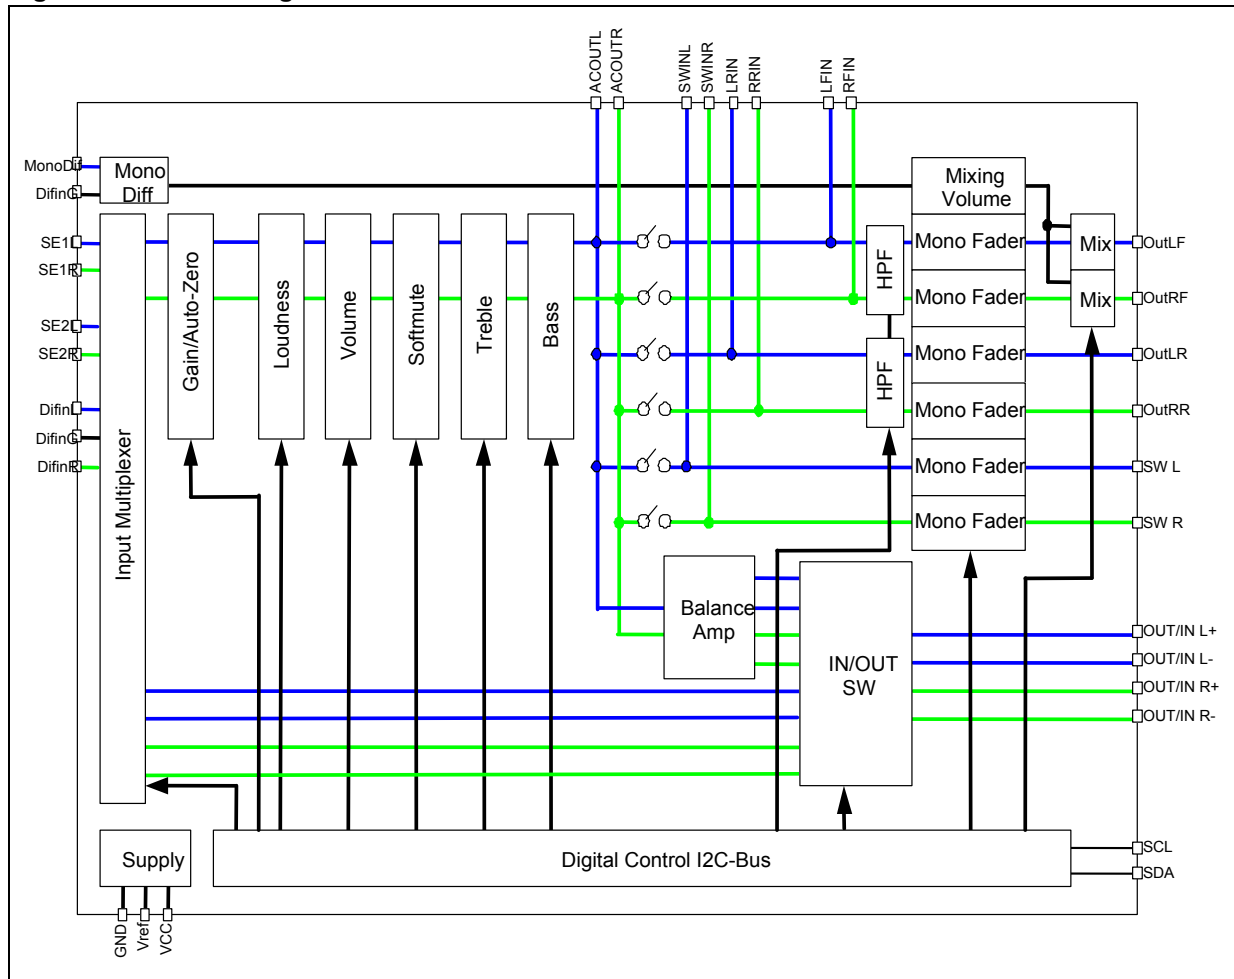 ACOUTL
ACOUTR
SWINL
SWINR
LRIN
RRIN
LFIN
RFIN
MonoDif
DifinG
Mono
Diff
Mixing
Volume
SE1L
SE1R
SE2L
SE2R
DifinL
DifinG
DifinR
Input Multiplexer
Gain/Auto-Zero
Loudness
Volume
Softmute
Treble
Bass
HPF
HPF
Mono Fader
Mono Fader
Mono Fader
Mono Fader
Mono Fader
Mono Fader
Mix
Mix
OutLF
OutRF
OutLR
OutRR
SW L
SW R
Balance
Amp
IN/OUT
SW
OUT/IN L+
OUT/IN L-
OUT/IN R+
OUT/IN R-
Supply
Digital Control I2C-Bus
SCL
SDA
GND
Vref
VCC